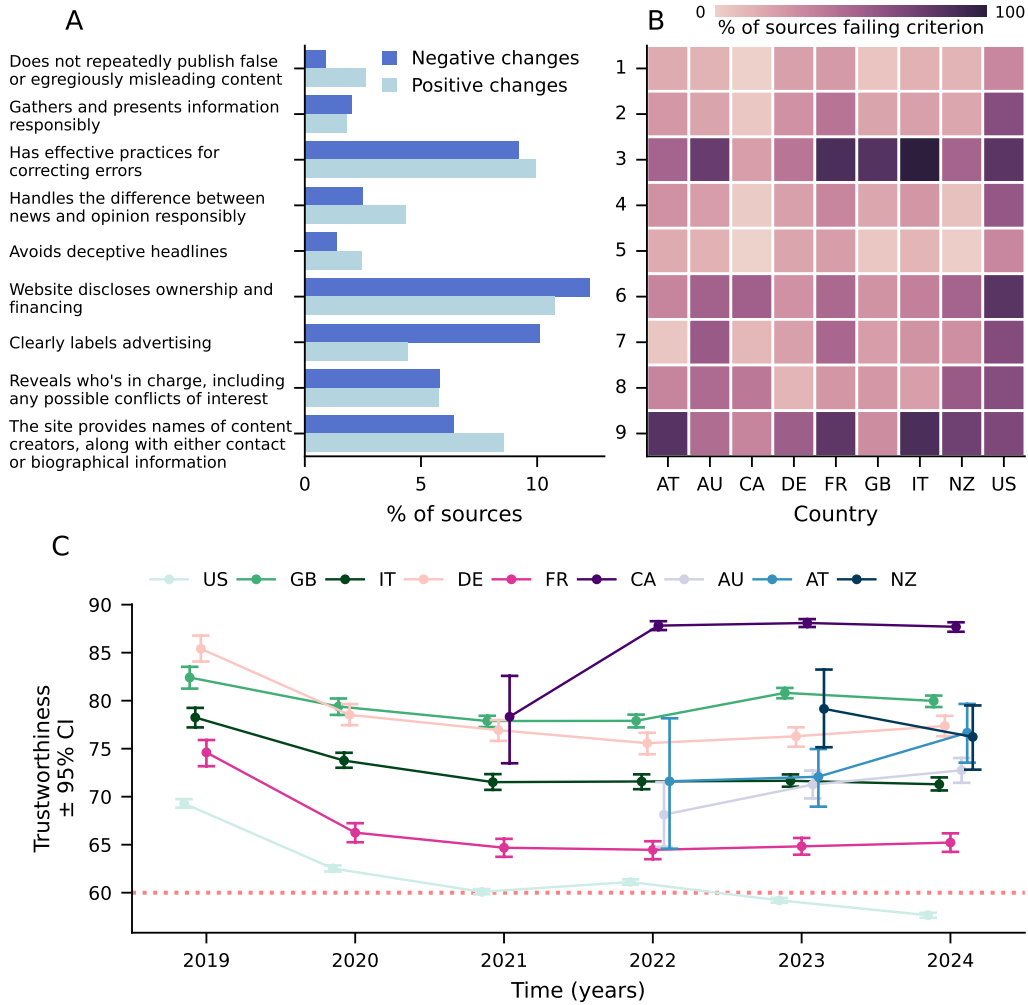 A
Does not repeatedly publish false
or egregiously misleading content
Gathers and presents information
responsibly
Has effective practices for
correcting errors
Handles the difference between
news and opinion responsibly
Avoids deceptive headlines
Website discloses ownership and
financing
Clearly labels advertising
Reveals who's in charge, including
any possible conflicts of interest
The site provides names of content
creators, along with either contact
or biographical information
Negative changes
Positive changes
0 5 10
% of sources
B
0 100
% of sources failing criterion
1
2
3
4
5
6
7
8
9
AT AU CA DE FR GB IT NZ US
Country
C
US GB IT DE FR CA AU AT NZ
Trustworthiness
± 95% CI
90
85
80
75
70
65
60
2019 2020 2021 2022 2023 2024
Time (years)